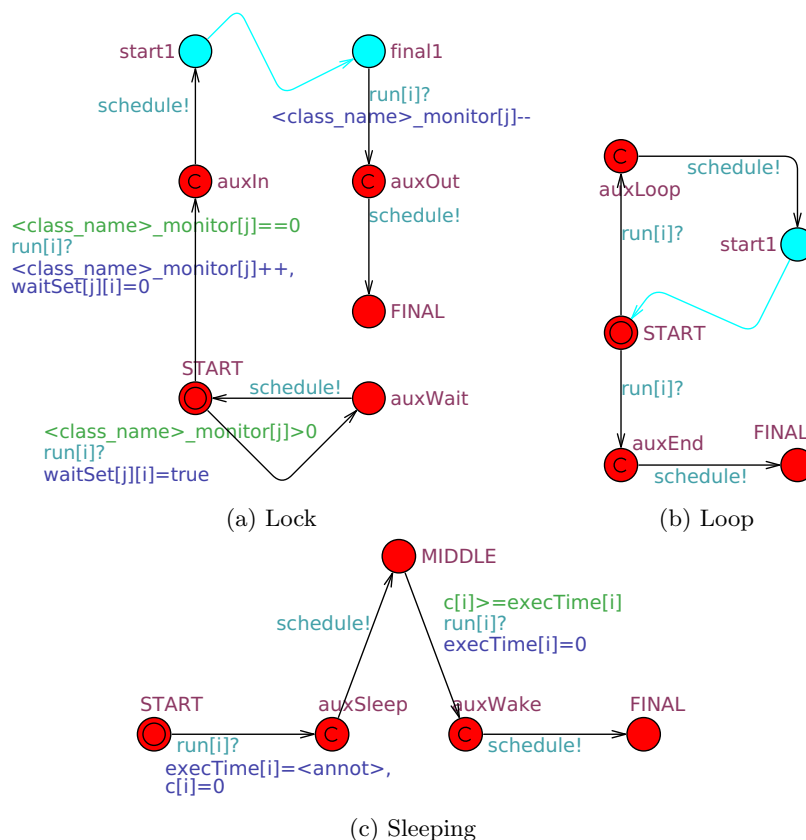 start1
final1
schedule!
run[i]?
<class_name>_monitor[j]--
C
auxIn
C
auxOut
<class_name>_monitor[j]==0
run[i]?
<class_name>_monitor[j]++,
waitSet[j][i]=0
schedule!
FINAL
START
schedule!
auxWait
<class_name>_monitor[j]>0
run[i]?
waitSet[j][i]=true
(a) Lock
C
auxLoop
schedule!
run[i]?
start1
START
run[i]?
auxEnd
FINAL
C
schedule!
(b) Loop
MIDDLE
schedule!
c[i]>=execTime[i]
run[i]?
execTime[i]=0
START
auxSleep
auxWake
FINAL
C
C
run[i]?
execTime[i]=<annot>,
c[i]=0
schedule!
(c) Sleeping